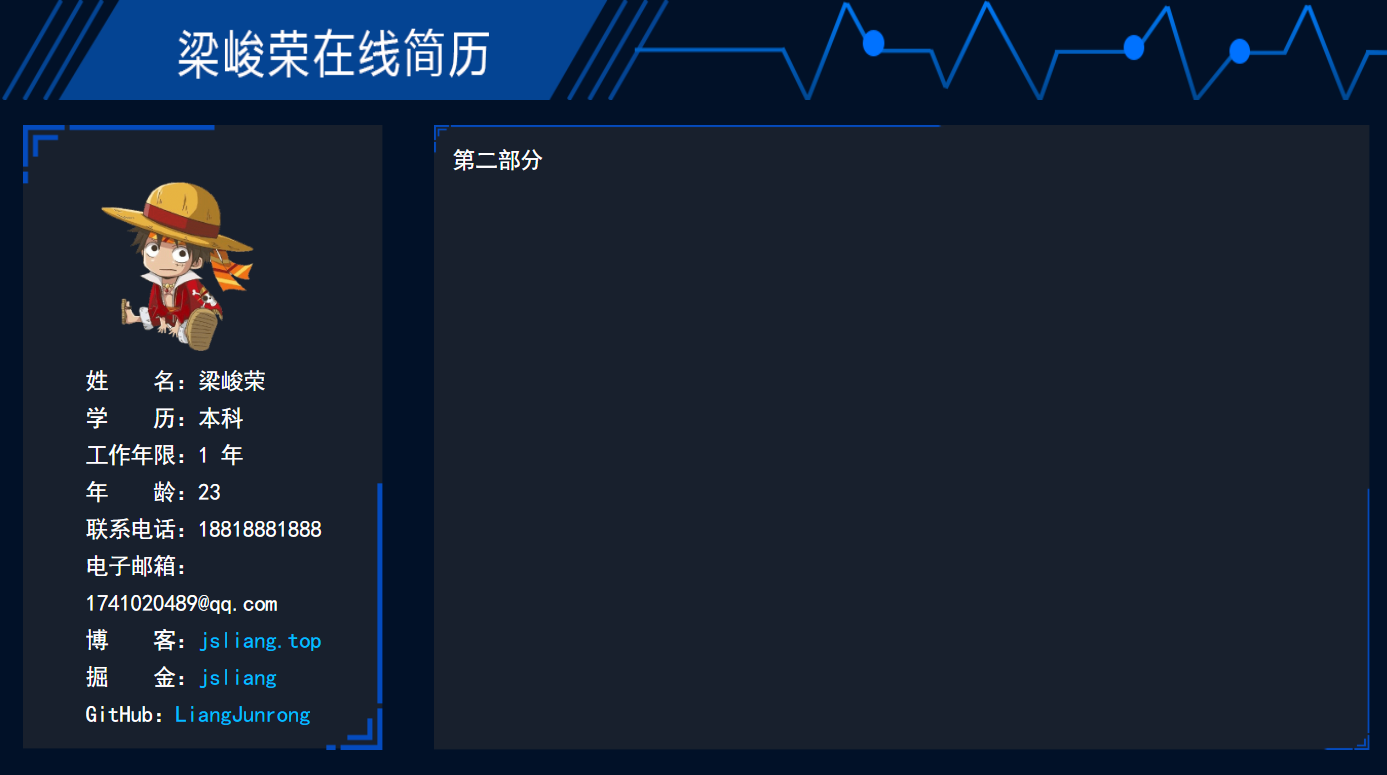 梁峻荣在线简历
姓　　名：梁峻荣
学　　历：本科
工作年限：1 年
年　　龄：23
联系电话：18818881888
电子邮箱：
1741020489@qq.com
博　　客：jsliang.top
掘　　金：jsliang
GitHub：LiangJunrong
第二部分